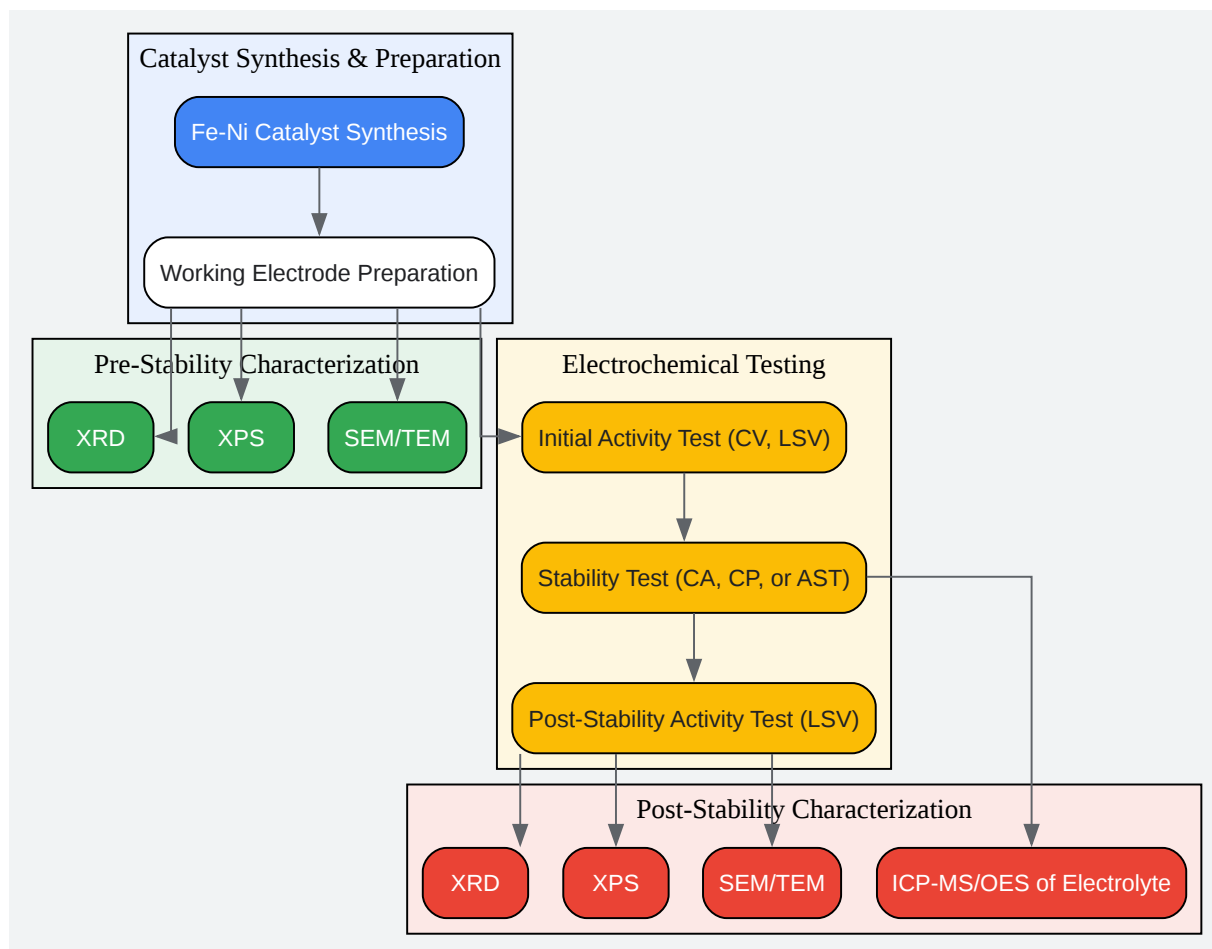 Catalyst Synthesis & Preparation
Fe-Ni Catalyst Synthesis
Working Electrode Preparation
Pre-Stability Characterization
XRD
XPS
SEM/TEM
Electrochemical Testing
Initial Activity Test (CV, LSV)
Stability Test (CA, CP, or AST)
Post-Stability Activity Test (LSV)
Post-Stability Characterization
XRD
XPS
SEM/TEM
ICP-MS/OES of Electrolyte